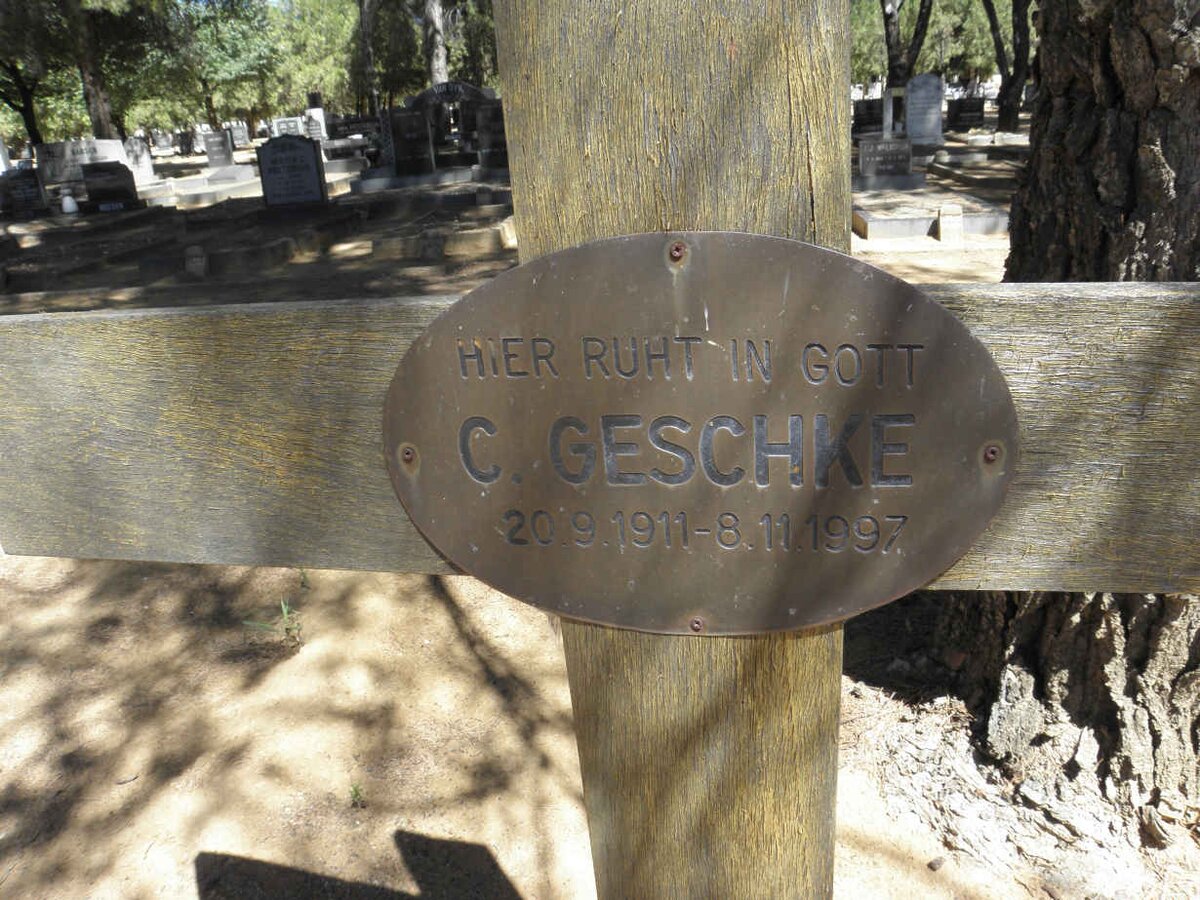 HIER RUHT IN GOTT
C. GESCHKE
20.9.1911-8.11.1997